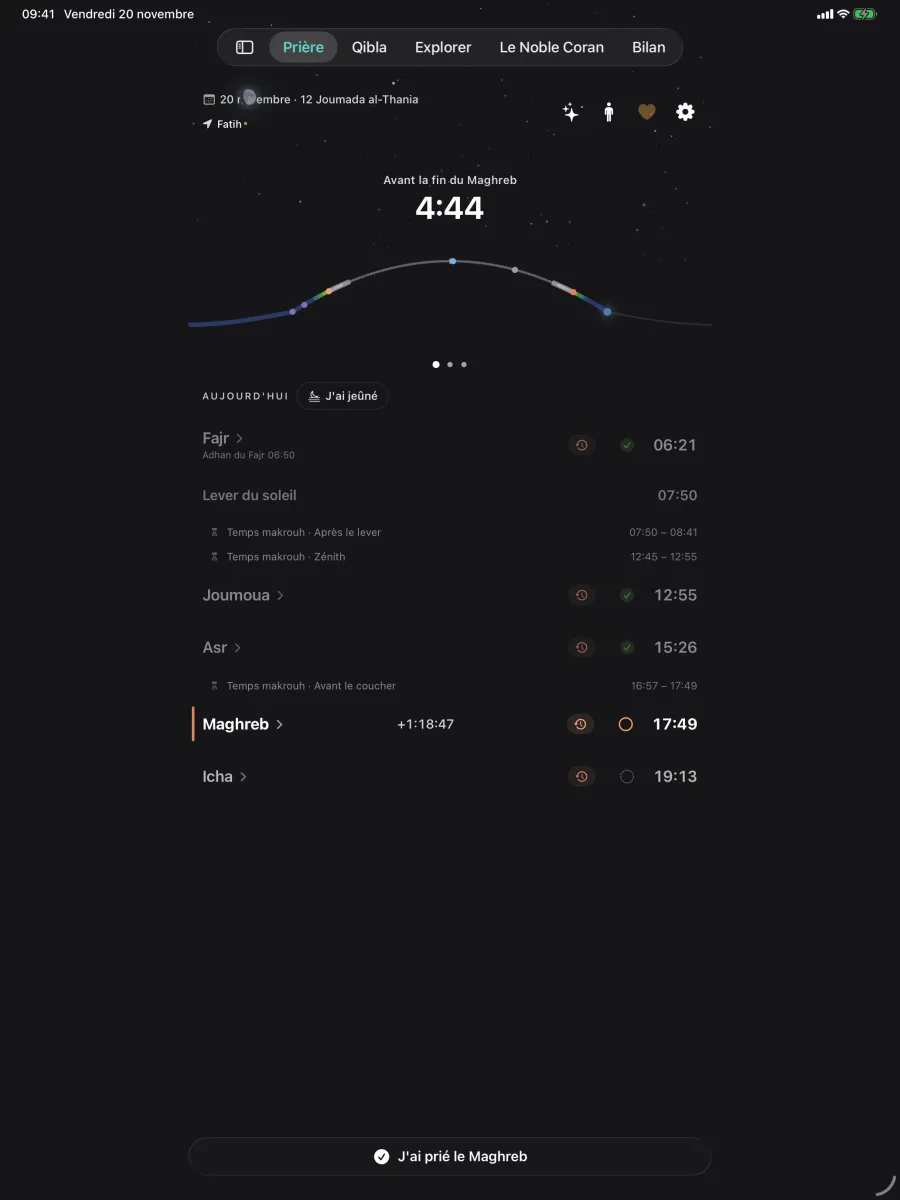 09:41 Vendredi 20 novembre
Prière Qibla Explorer Le Noble Coran Bilan
20 embre · 12 Joumada al-Thania
Fatih
Avant la fin du Maghreb
4:44
AUJOURD'HUI J'ai jeûné
Fajr 06:21
Adhan du Fajr 06:50
Lever du soleil 07:50
Temps makrouh · Après le lever 07:50 – 08:41
Temps makrouh · Zénith 12:45 – 12:55
Joumoua 12:55
Asr 15:26
Temps makrouh · Avant le coucher 16:57 – 17:49
Maghreb +1:18:47 17:49
Icha 19:13
J'ai prié le Maghreb